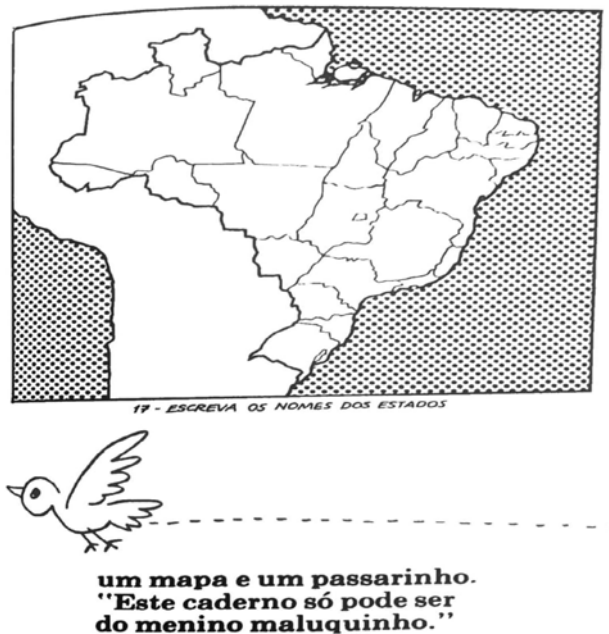 17 - ESCREVA OS NOMES DOS ESTADOS
um mapa e um passarinho.
"Este caderno só pode ser
do menino maluquinho."